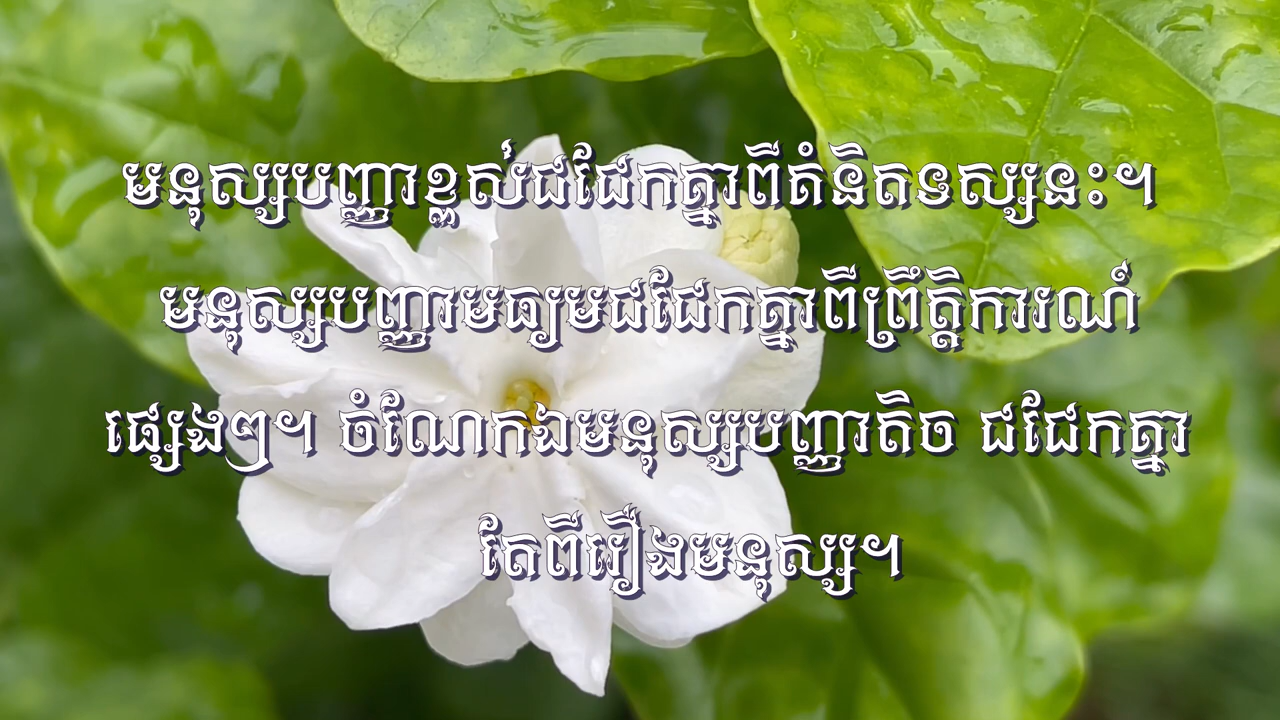 មនុស្សបញ្ញាខ្ពស់ជជែកគ្នាពីគំនិតទស្សនះ។
មនុស្សបញ្ញាមធ្យមជជែកគ្នាពីព្រឹត្តិការណ៍
ផ្សេងៗ។ ចំណែកឯមនុស្សបញ្ញាតិច ជជែកគ្នា
តែពីរឿងមនុស្ស។